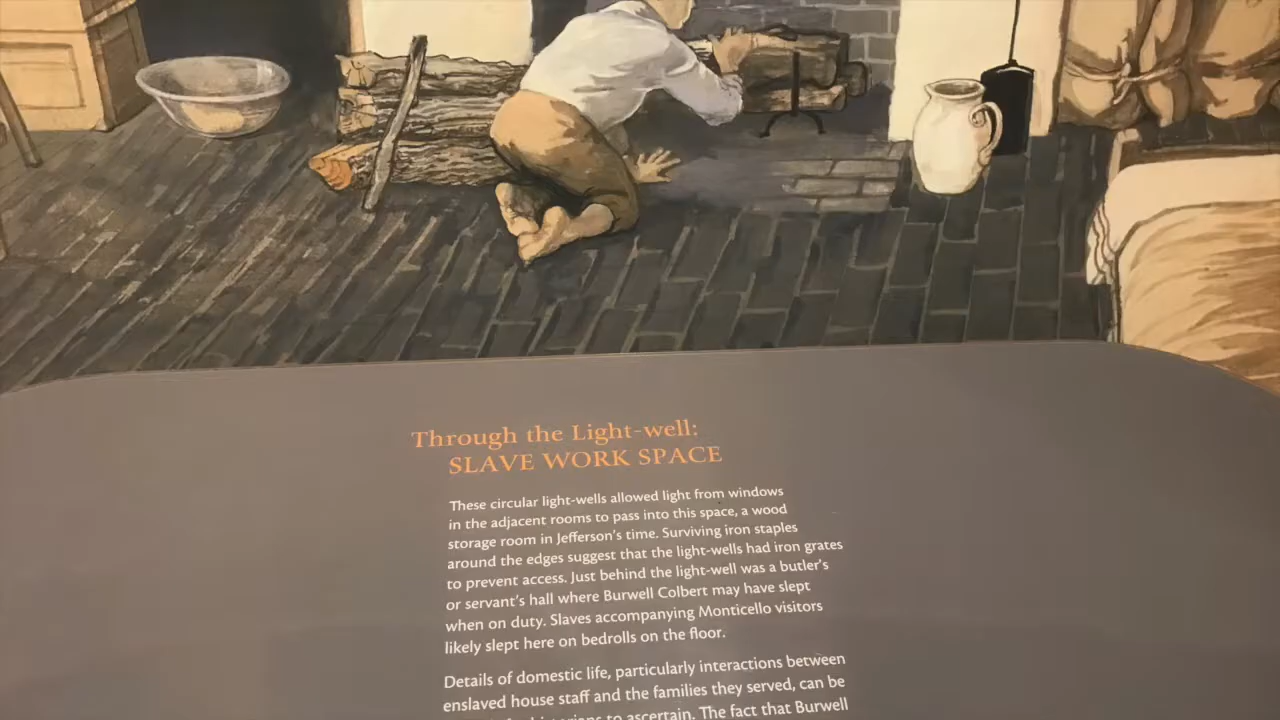 Through the Light-well:
SLAVE WORK SPACE
These circular light-wells allowed light from windows
in the adjacent rooms to pass into this space, a wood
storage room in Jefferson's time. Surviving iron staples
around the edges suggest that the light-wells had iron grates
to prevent access. Just behind the light-well was a butler's
or servant's hall where Burwell Colbert may have slept
when on duty. Slaves accompanying Monticello visitors
likely slept here on bedrolls on the floor.
Details of domestic life, particularly interactions between
enslaved house staff and the families they served, can be
to ascertain. The fact that Burwell